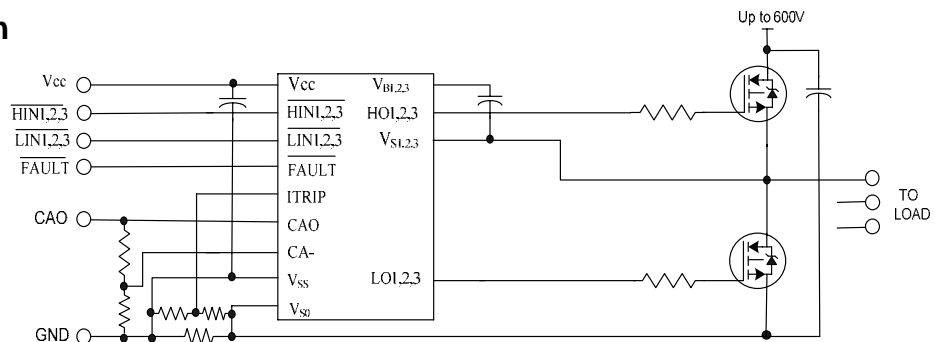 n
Up to 600V
Vcc
HIN1,2,3
LIN1,2,3
FAULT
CAO
GND
Vcc
HIN1,2,3
LIN1,2,3
FAULT
ITRIP
CAO
CA-
VSS
VS0
VB1,2,3
HO1,2,3
VS1,2,3
LO1,2,3
TO
LOAD